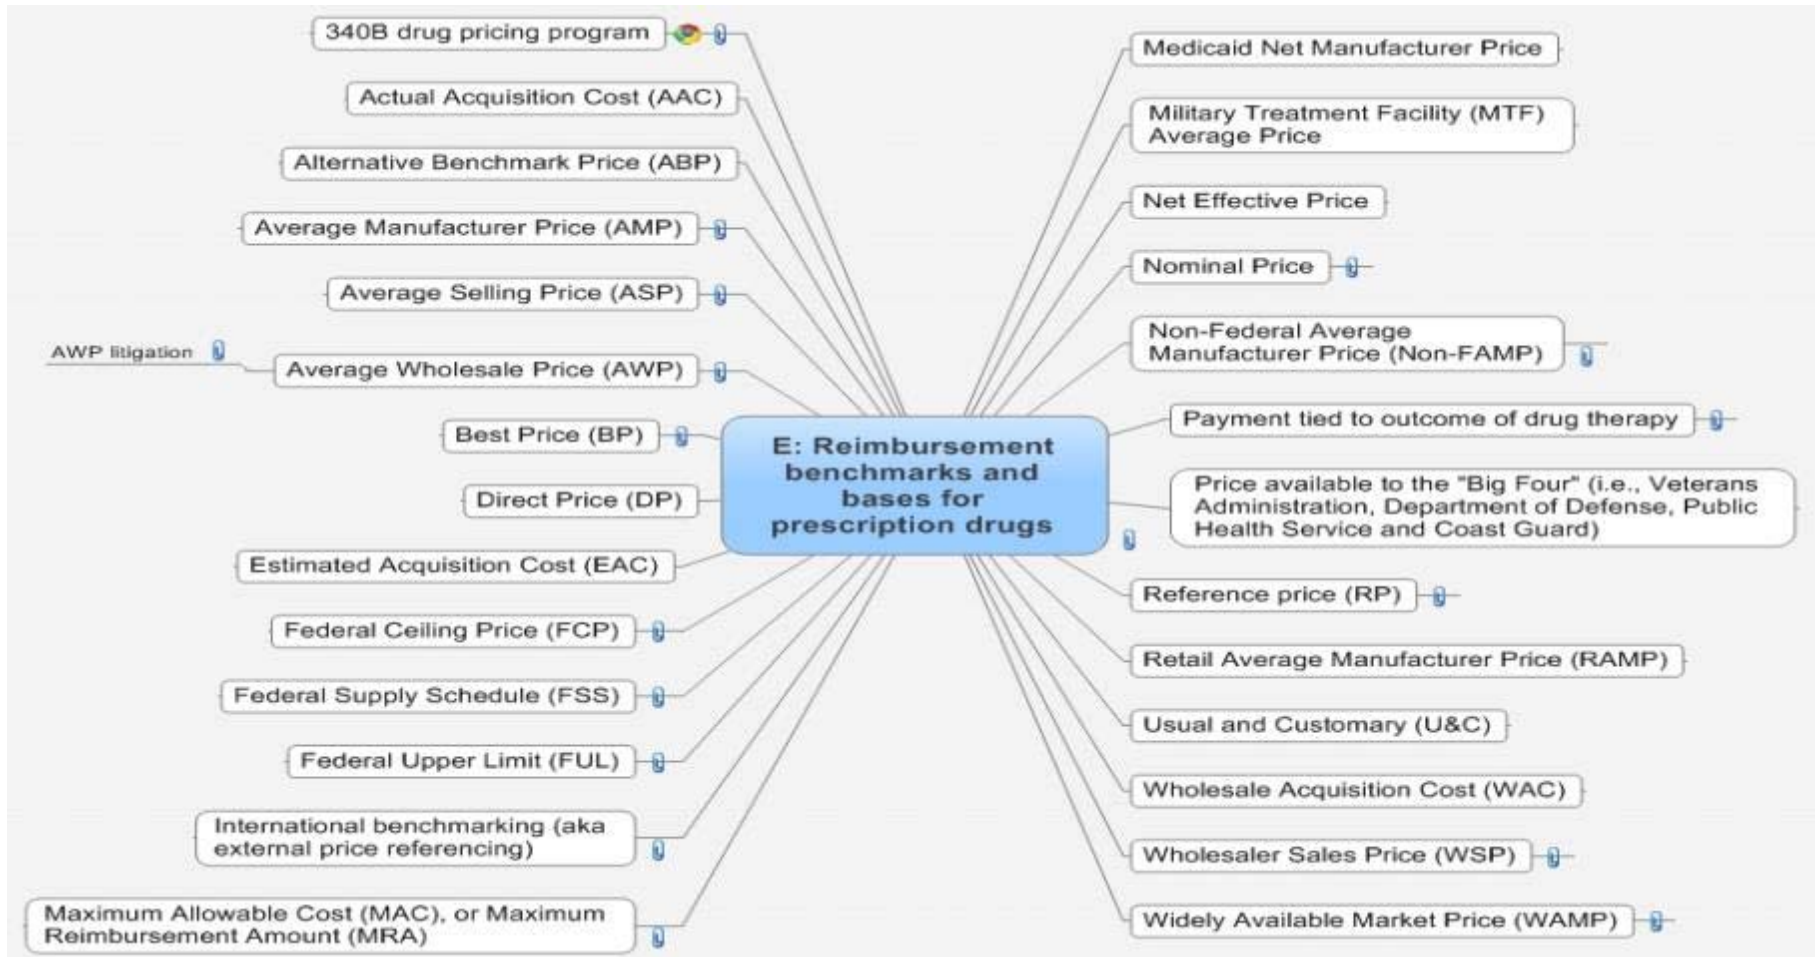 340B drug pricing program
Actual Acquisition Cost (AAC)
Alternative Benchmark Price (ABP)
Average Manufacturer Price (AMP)
Average Selling Price (ASP)
AWP litigation
Average Wholesale Price (AWP)
Best Price (BP)
Direct Price (DP)
Estimated Acquisition Cost (EAC)
Federal Ceiling Price (FCP)
Federal Supply Schedule (FSS)
Federal Upper Limit (FUL)
International benchmarking (aka
external price referencing)
Maximum Allowable Cost (MAC), or Maximum
Reimbursement Amount (MRA)
E: Reimbursement
benchmarks and
bases for
prescription drugs
Medicaid Net Manufacturer Price
Military Treatment Facility (MTF)
Average Price
Net Effective Price
Nominal Price
Non-Federal Average
Manufacturer Price (Non-FAMP)
Payment tied to outcome of drug therapy
Price available to the "Big Four" (i.e., Veterans
Administration, Department of Defense, Public
Health Service and Coast Guard)
Reference price (RP)
Retail Average Manufacturer Price (RAMP)
Usual and Customary (U&C)
Wholesale Acquisition Cost (WAC)
Wholesaler Sales Price (WSP)
Widely Available Market Price (WAMP)